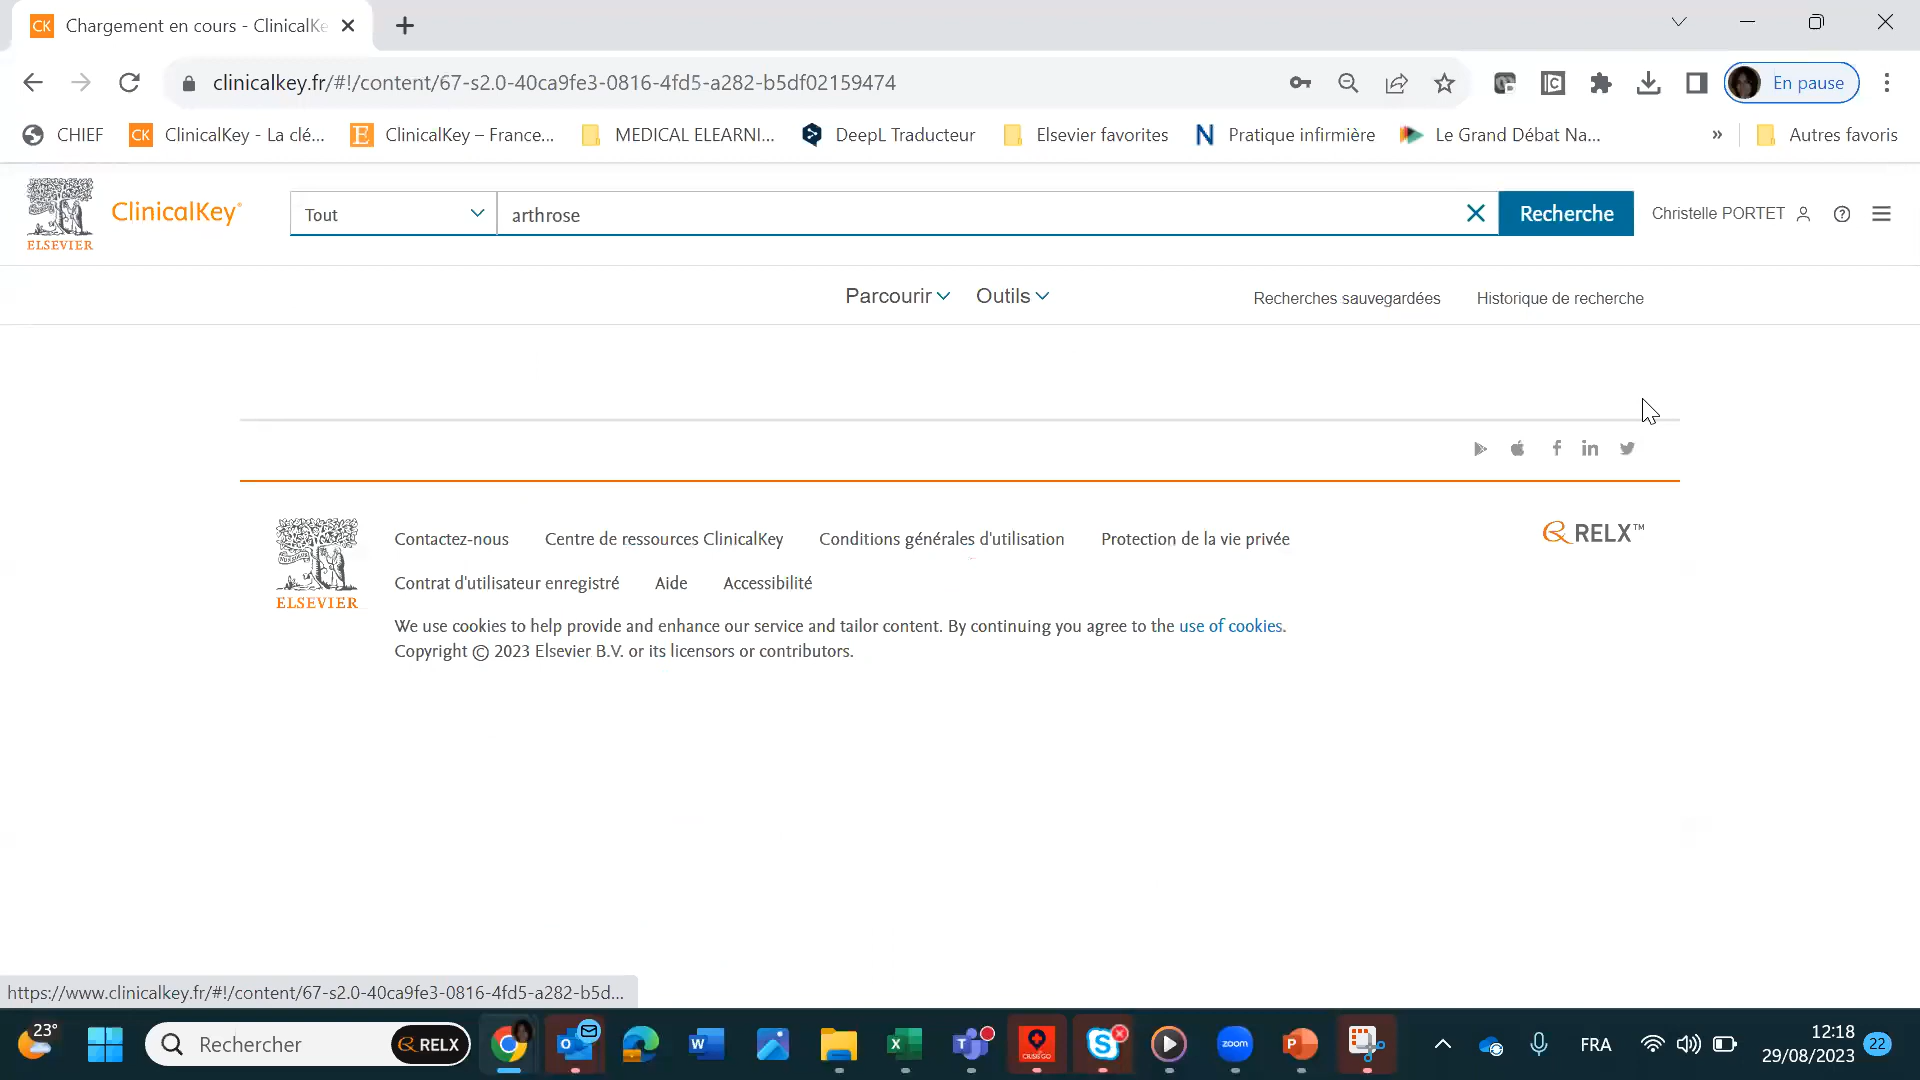 CK Chargement en cours - ClinicalKe
clinicalkey.fr/#!/content/67-s2.0-40ca9fe3-0816-4fd5-a282-b5df02159474
En pause
CHIEF
CK ClinicalKey - La clé...
E ClinicalKey – France...
MEDICAL ELEARNI...
DeepL Traducteur
Elsevier favorites
N Pratique infirmière
Le Grand Débat Na...
»
Autres favoris
ELSEVIER
ClinicalKey®
Tout
arthrose
Recherche
Christelle PORTET
Parcourir
Outils
Recherches sauvegardées
Historique de recherche
ELSEVIER
Contactez-nous
Centre de ressources ClinicalKey
Conditions générales d'utilisation
Protection de la vie privée
RELX™
Contrat d'utilisateur enregistré
Aide
Accessibilité
We use cookies to help provide and enhance our service and tailor content. By continuing you agree to the use of cookies.
Copyright © 2023 Elsevier B.V. or its licensors or contributors.
https://www.clinicalkey.fr/#!/content/67-s2.0-40ca9fe3-0816-4fd5-a282-b5d...
23°
Rechercher
RELX
zoom
FRA
12:18
29/08/2023
22